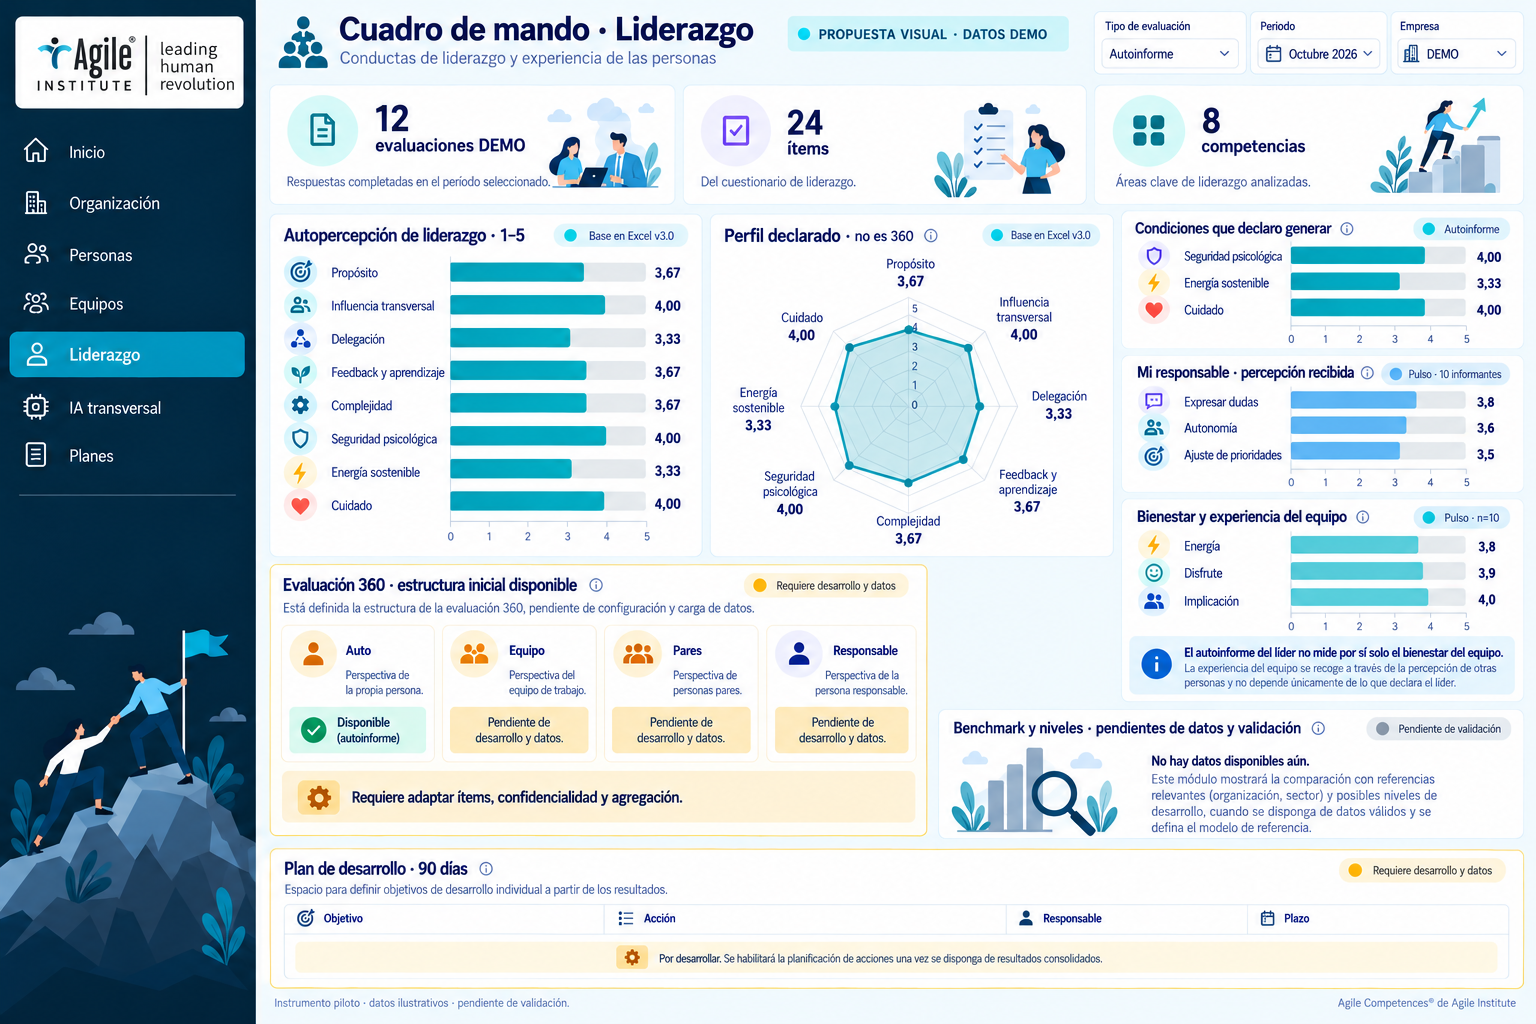 Agile®
INSTITUTE
leading
human
revolution
Inicio
Organización
Personas
Equipos
Liderazgo
IA transversal
Planes
Cuadro de mando · Liderazgo
Conductas de liderazgo y experiencia de las personas
PROPUESTA VISUAL · DATOS DEMO
Tipo de evaluación
Autoinforme
Periodo
Octubre 2026
Empresa
DEMO
12
evaluaciones DEMO
Respuestas completadas en el período seleccionado.
24
ítems
Del cuestionario de liderazgo.
8
competencias
Áreas clave de liderazgo analizadas.
Autopercepción de liderazgo · 1–5
Base en Excel v3.0
Propósito 3,67
Influencia transversal 4,00
Delegación 3,33
Feedback y aprendizaje 3,67
Complejidad 3,67
Seguridad psicológica 4,00
Energía sostenible 3,33
Cuidado 4,00
0 1 2 3 4 5
Perfil declarado · no es 360
Base en Excel v3.0
Propósito
3,67
Influencia
transversal
4,00
Delegación
3,33
Feedback y
aprendizaje
3,67
Complejidad
3,67
Seguridad
psicológica
4,00
Energía
sostenible
3,33
Cuidado
4,00
5
4
3
2
1
0
Condiciones que declaro generar
Autoinforme
Seguridad psicológica 4,00
Energía sostenible 3,33
Cuidado 4,00
0 1 2 3 4 5
Mi responsable · percepción recibida
Pulso · 10 informantes
Expresar dudas 3,8
Autonomía 3,6
Ajuste de prioridades 3,5
0 1 2 3 4 5
Bienestar y experiencia del equipo
Pulso · n=10
Energía 3,8
Disfrute 3,9
Implicación 4,0
0 1 2 3 4 5
El autoinforme del líder no mide por sí solo el bienestar del equipo.
La experiencia del equipo se recoge a través de la percepción de otras
personas y no depende únicamente de lo que declara el líder.
Evaluación 360 · estructura inicial disponible
Requiere desarrollo y datos
Está definida la estructura de la evaluación 360, pendiente de configuración y carga de datos.
Auto
Perspectiva de
la propia persona.
Disponible
(autoinforme)
Equipo
Perspectiva del
equipo de trabajo.
Pendiente de
desarrollo y datos.
Pares
Perspectiva de
personas pares.
Pendiente de
desarrollo y datos.
Responsable
Perspectiva de la
persona responsable.
Pendiente de
desarrollo y datos.
Requiere adaptar ítems, confidencialidad y agregación.
Benchmark y niveles · pendientes de datos y validación
Pendiente de validación
No hay datos disponibles aún.
Este módulo mostrará la comparación con referencias
relevantes (organización, sector) y posibles niveles de
desarrollo, cuando se disponga de datos válidos y se
defina el modelo de referencia.
Plan de desarrollo · 90 días
Requiere desarrollo y datos
Espacio para definir objetivos de desarrollo individual a partir de los resultados.
Objetivo
Acción
Responsable
Plazo
Por desarrollar. Se habilitará la planificación de acciones una vez se disponga de resultados consolidados.
Instrumento piloto · datos ilustrativos · pendiente de validación.
Agile Competences® de Agile Institute